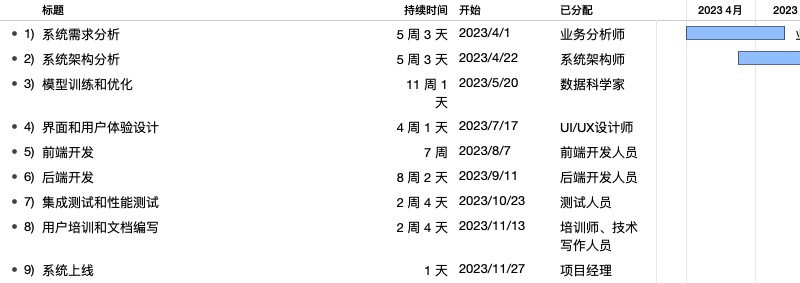 标题 持续时间 开始 已分配 2023 4月 2023
1) 系统需求分析 5 周 3 天 2023/4/1 业务分析师
2) 系统架构分析 5 周 3 天 2023/4/22 系统架构师
3) 模型训练和优化 11 周 1 2023/5/20 数据科学家
天
4) 界面和用户体验设计 4 周 1 天 2023/7/17 UI/UX设计师
5) 前端开发 7 周 2023/8/7 前端开发人员
6) 后端开发 8 周 2 天 2023/9/11 后端开发人员
7) 集成测试和性能测试 2 周 4 天 2023/10/23 测试人员
8) 用户培训和文档编写 2 周 4 天 2023/11/13 培训师、技术
写作人员
9) 系统上线 1 天 2023/11/27 项目经理